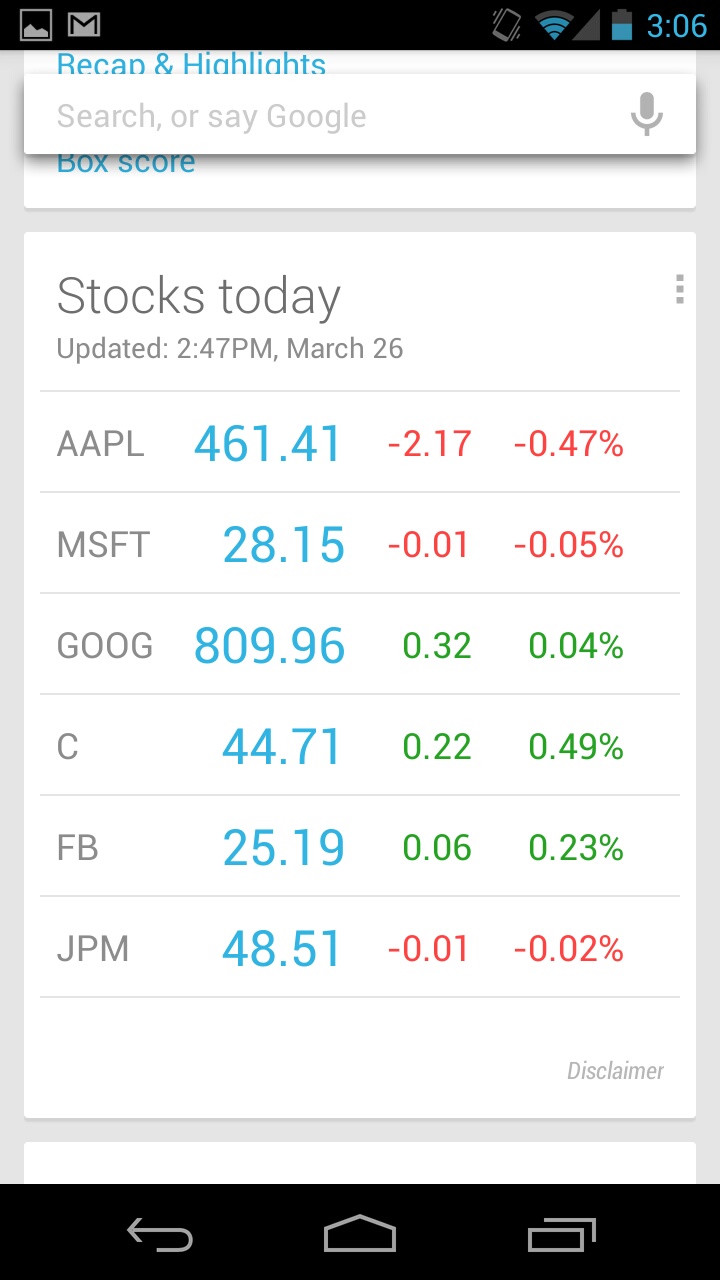 3:06
Recap & Highlights
Search, or say Google
Box score
Stocks today
Updated: 2:47PM, March 26
AAPL 461.41 -2.17 -0.47%
MSFT 28.15 -0.01 -0.05%
GOOG 809.96 0.32 0.04%
C 44.71 0.22 0.49%
FB 25.19 0.06 0.23%
JPM 48.51 -0.01 -0.02%
Disclaimer